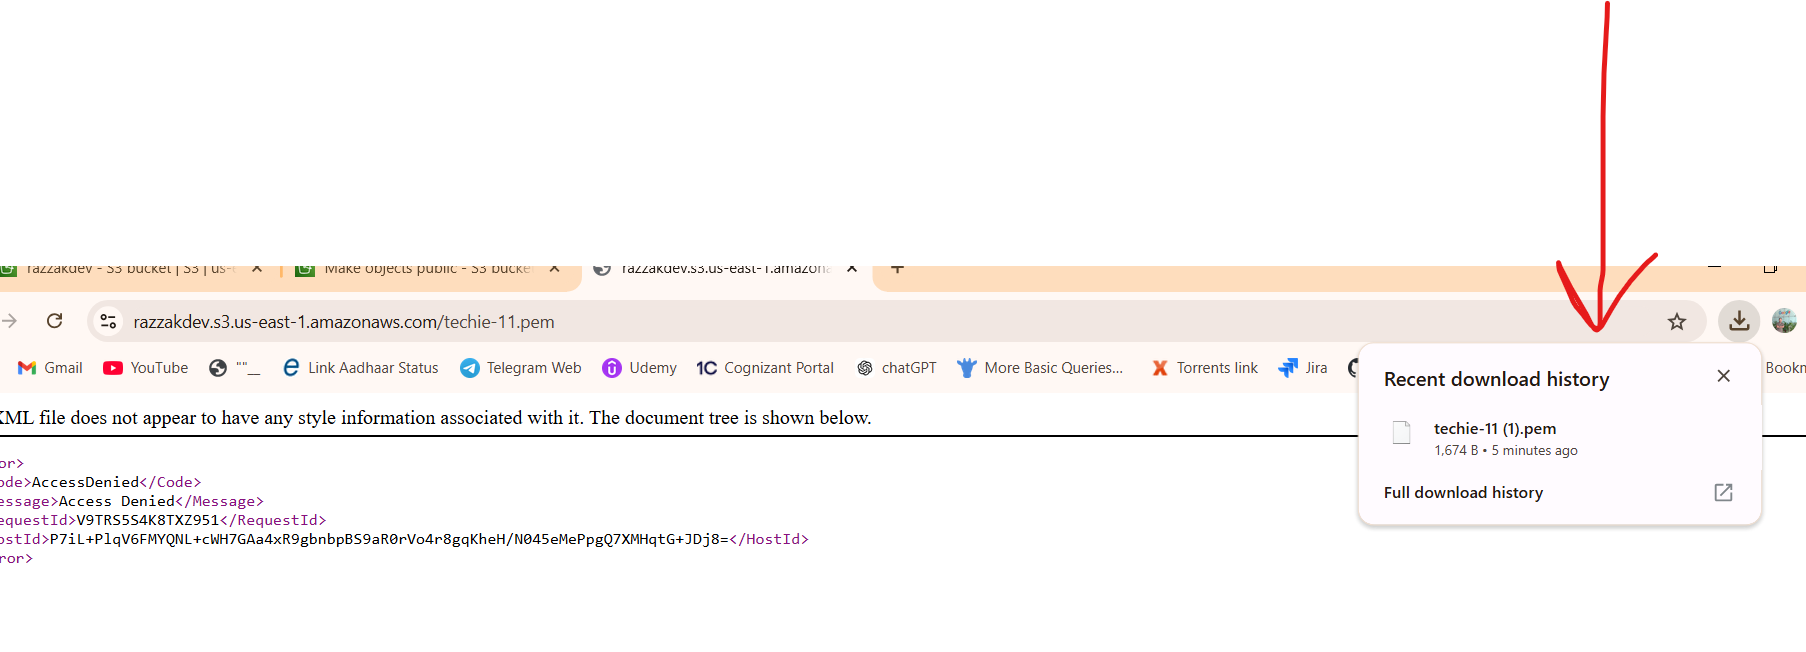 razzakdev - S3 bucket | S3 | us-e
Make objects public - S3 bucke
razzakdev.s3.us-east-1.amazona
razzakdev.s3.us-east-1.amazonaws.com/techie-11.pem
Gmail YouTube ""__ Link Aadhaar Status Telegram Web Udemy 1C Cognizant Portal chatGPT More Basic Queries... Torrents link Jira Bookn
Recent download history
techie-11 (1).pem
1,674 B • 5 minutes ago
Full download history
XML file does not appear to have any style information associated with it. The document tree is shown below.
or>
ode>AccessDenied</Code>
essage>Access Denied</Message>
equestId>V9TRS5S4K8TXZ951</RequestId>
ostId>P7iL+PlqV6FMYQNL+cWH7GAa4xR9gbnbpBS9aR0rVo4r8gqKheH/N045eMePpgQ7XMHqtG+JDj8=</HostId>
ror>